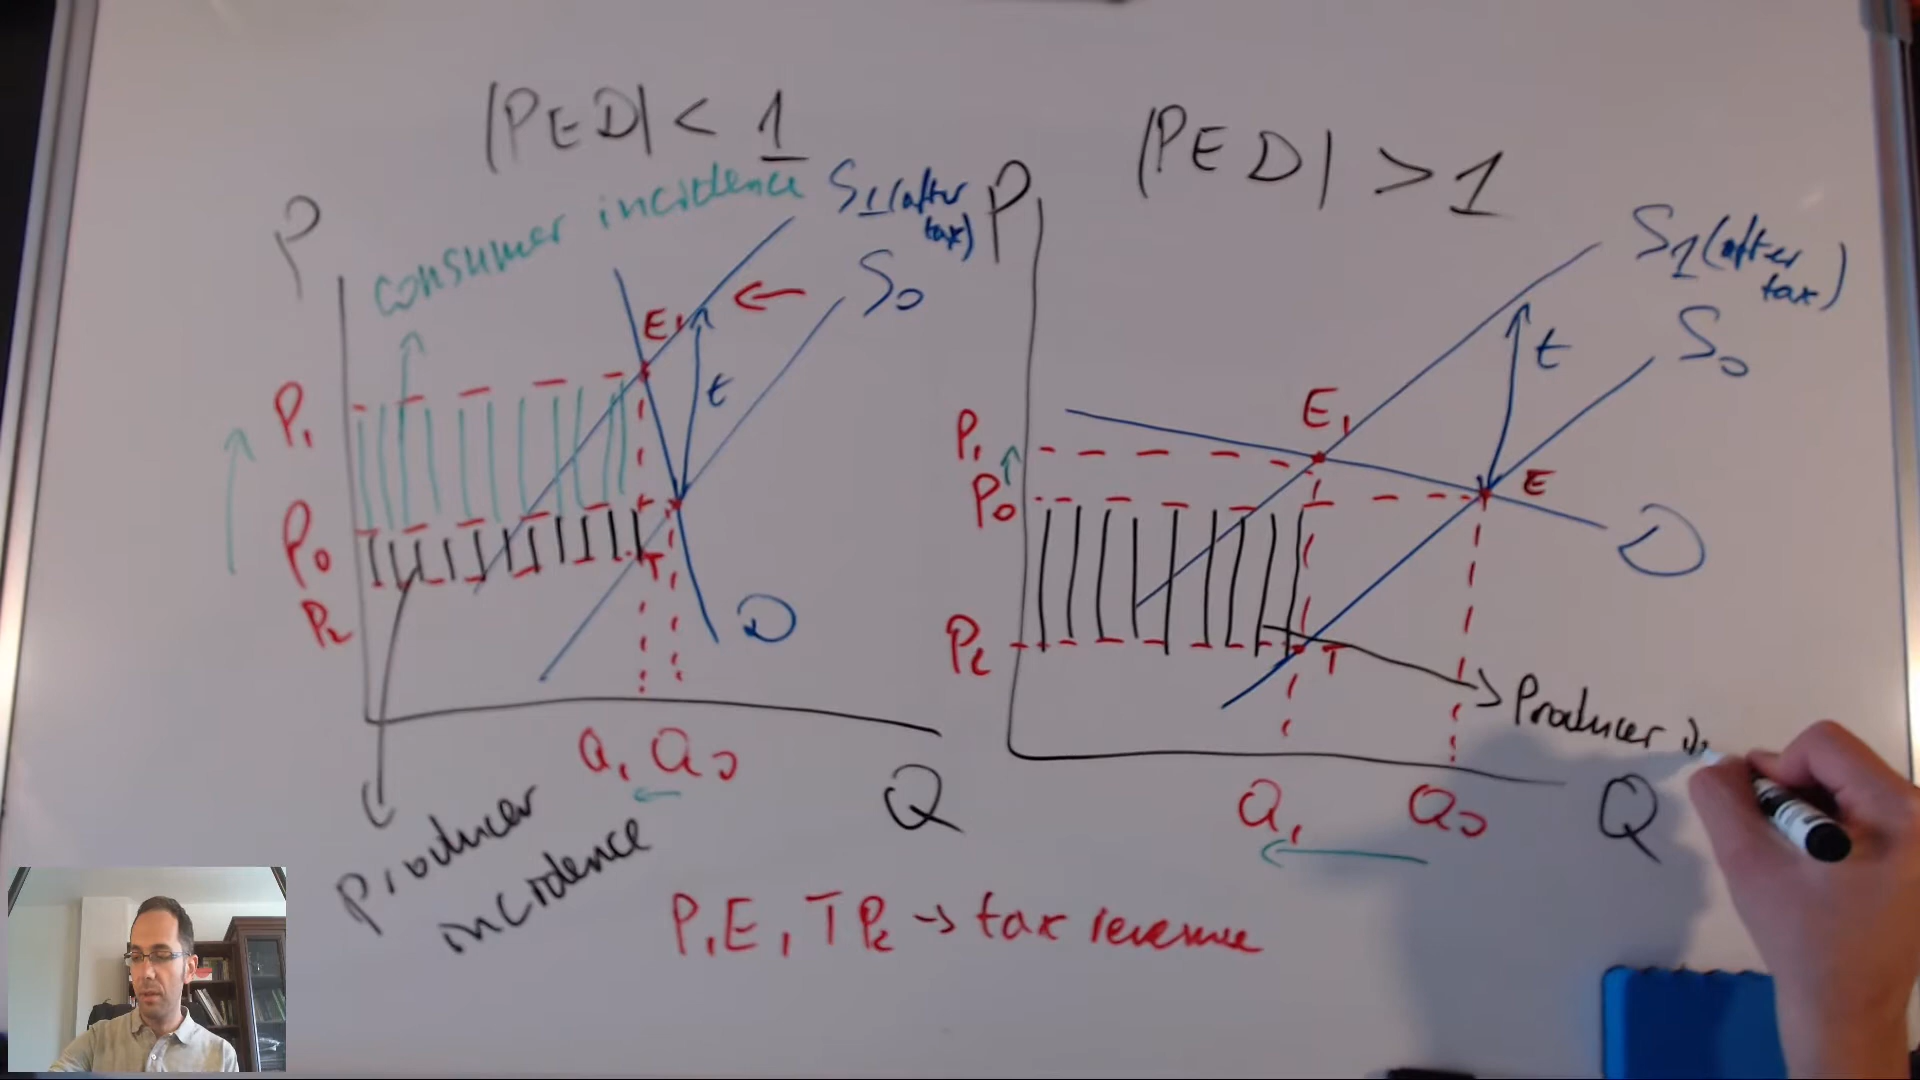 |PED| < 1
|PED| > 1
consumer incidence
S1 (after tax)
S0
P
t
E1
P1
P0
P2
T
D
Q1 Q0
Q
Producer incidence
P
S1 (after tax)
S0
t
E1
E
P1
P0
P2
T
D
Producer
Q1
Q0
Q
P1E1TP2 → tax revenue